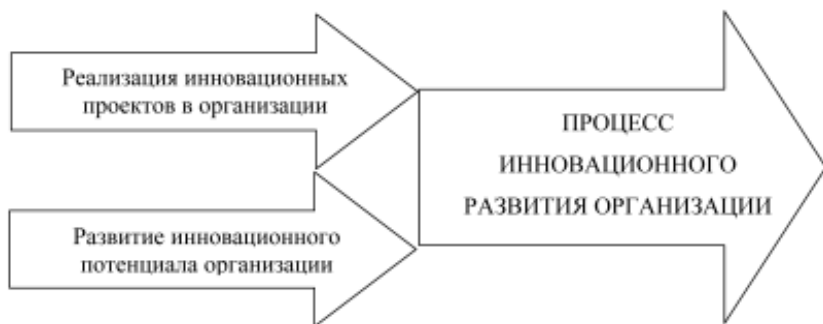 Реализация инновационных
проектов в организации
Развитие инновационного
потенциала организации
ПРОЦЕСС
ИННОВАЦИОННОГО
РАЗВИТИЯ ОРГАНИЗАЦИИ